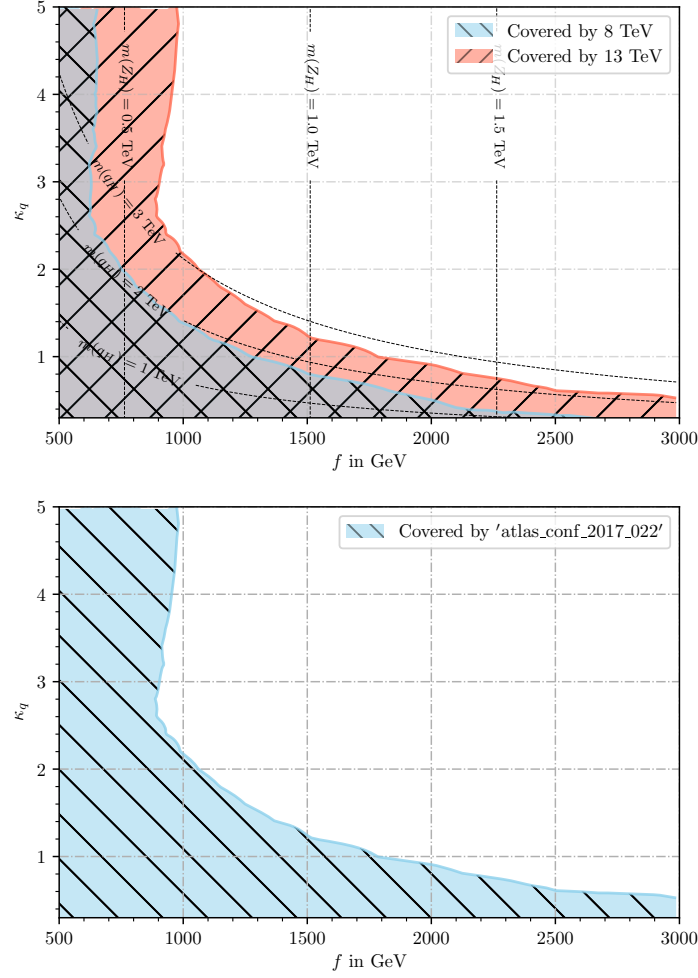 Covered by 8 TeV
Covered by 13 TeV
m(Z_H) = 0.5 TeV
m(Z_H) = 1.0 TeV
m(Z_H) = 1.5 TeV
m(q_H) = 3 TeV
m(q_H) = 2 TeV
m(q_H) = 1 TeV
5
4
3
2
1
κ_q
500 1000 1500 2000 2500 3000
f in GeV
Covered by 'atlas_conf_2017_022'
5
4
3
2
1
κ_q
500 1000 1500 2000 2500 3000
f in GeV